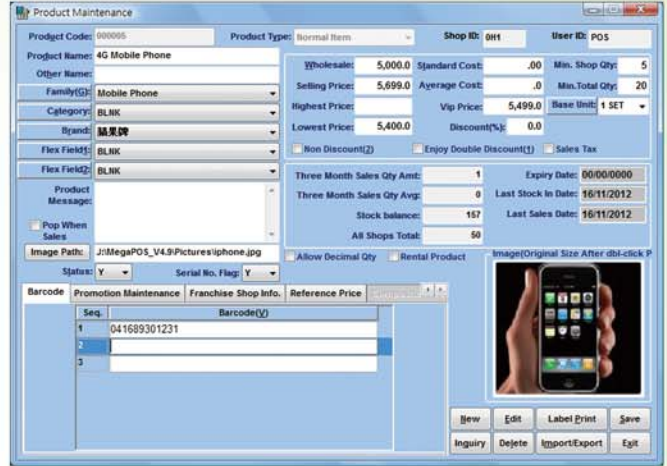 Product Maintenance
Product Code: 000005 Product Type: Normal Item Shop ID: 0H1 User ID: POS
Product Name: 4G Mobile Phone
Other Name:
Family(G): Mobile Phone
Category: BLNK
Brand: 蘋果牌
Flex Field1: BLNK
Flex Field2: BLNK
Product Message:
Pop When Sales
Image Path: J:\MegaPOS_V4.9\Pictures\iphone.jpg
Status: Y Serial No. Flag: Y
Wholesale: 5,000.0 Standard Cost: .00 Min. Shop Qty: 5
Selling Price: 5,699.0 Average Cost: .0 Min.Total Qty: 20
Highest Price: Vip Price: 5,499.0 Base Unit: 1 SET
Lowest Price: 5,400.0 Discount(%): 0.0
Non Discount(2) Enjoy Double Discount(1) Sales Tax
Three Month Sales Qty Amt: 1 Expiry Date: 00/00/0000
Three Month Sales Qty Avg: 0 Last Stock In Date: 16/11/2012
Stock balance: 157 Last Sales Date: 16/11/2012
All Shops Total: 50
Allow Decimal Qty Rental Product Image(Original Size After dbl-click P
Barcode Promotion Maintenance Franchise Shop Info. Reference Price
Seq. Barcode(V)
1 041689301231
2
3
New Edit Label Print Save
Inquiry Delete Import/Export Exit